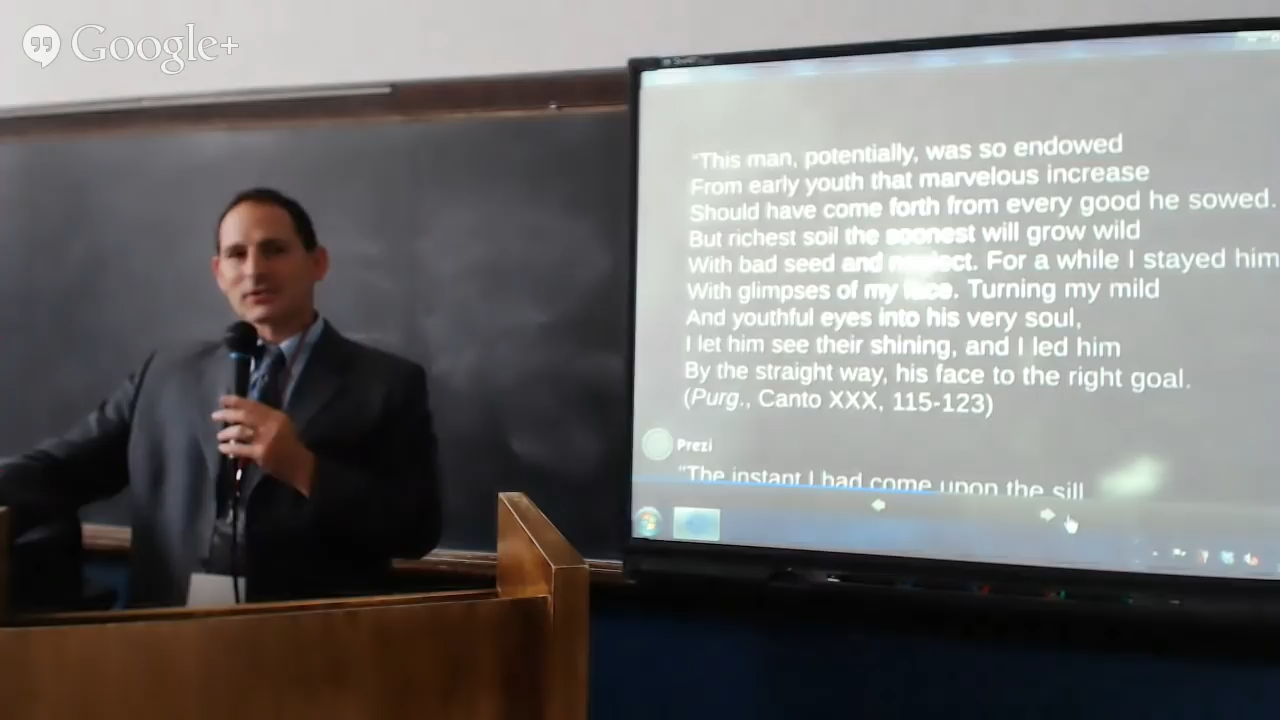 Google+
"This man, potentially, was so endowed
From early youth that marvelous increase
Should have come forth from every good he sowed.
But richest soil the soonest will grow wild
With bad seed and neglect. For a while I stayed him
With glimpses of my face. Turning my mild
And youthful eyes into his very soul,
I let him see their shining, and I led him
By the straight way, his face to the right goal.
(Purg., Canto XXX, 115-123)
Prezi
"The instant I had come upon the sill